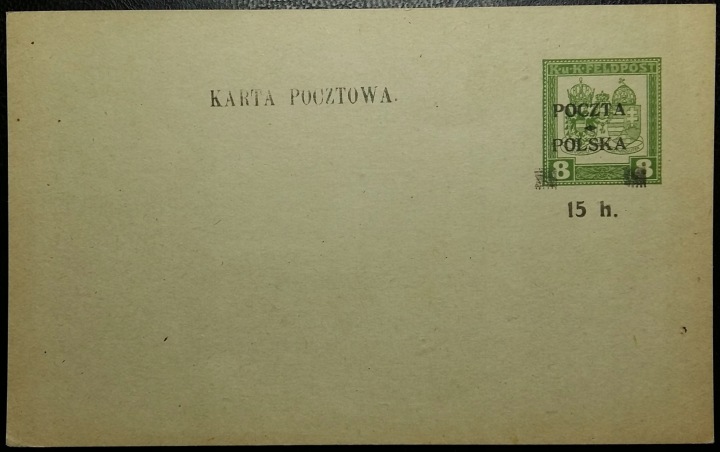 KARTA POCZTOWA.
K.u.K. FELDPOST
POCZTA
POLSKA
8 8
15 h.